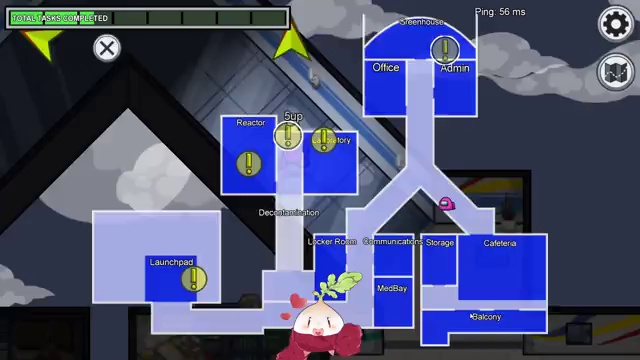 TOTAL TASKS COMPLETED
Ping: 56 ms
Greenhouse
Office
Admin
5up
Reactor
Laboratory
Decontamination
Locker Room
Communications
Storage
Cafeteria
Launchpad
MedBay
Balcony